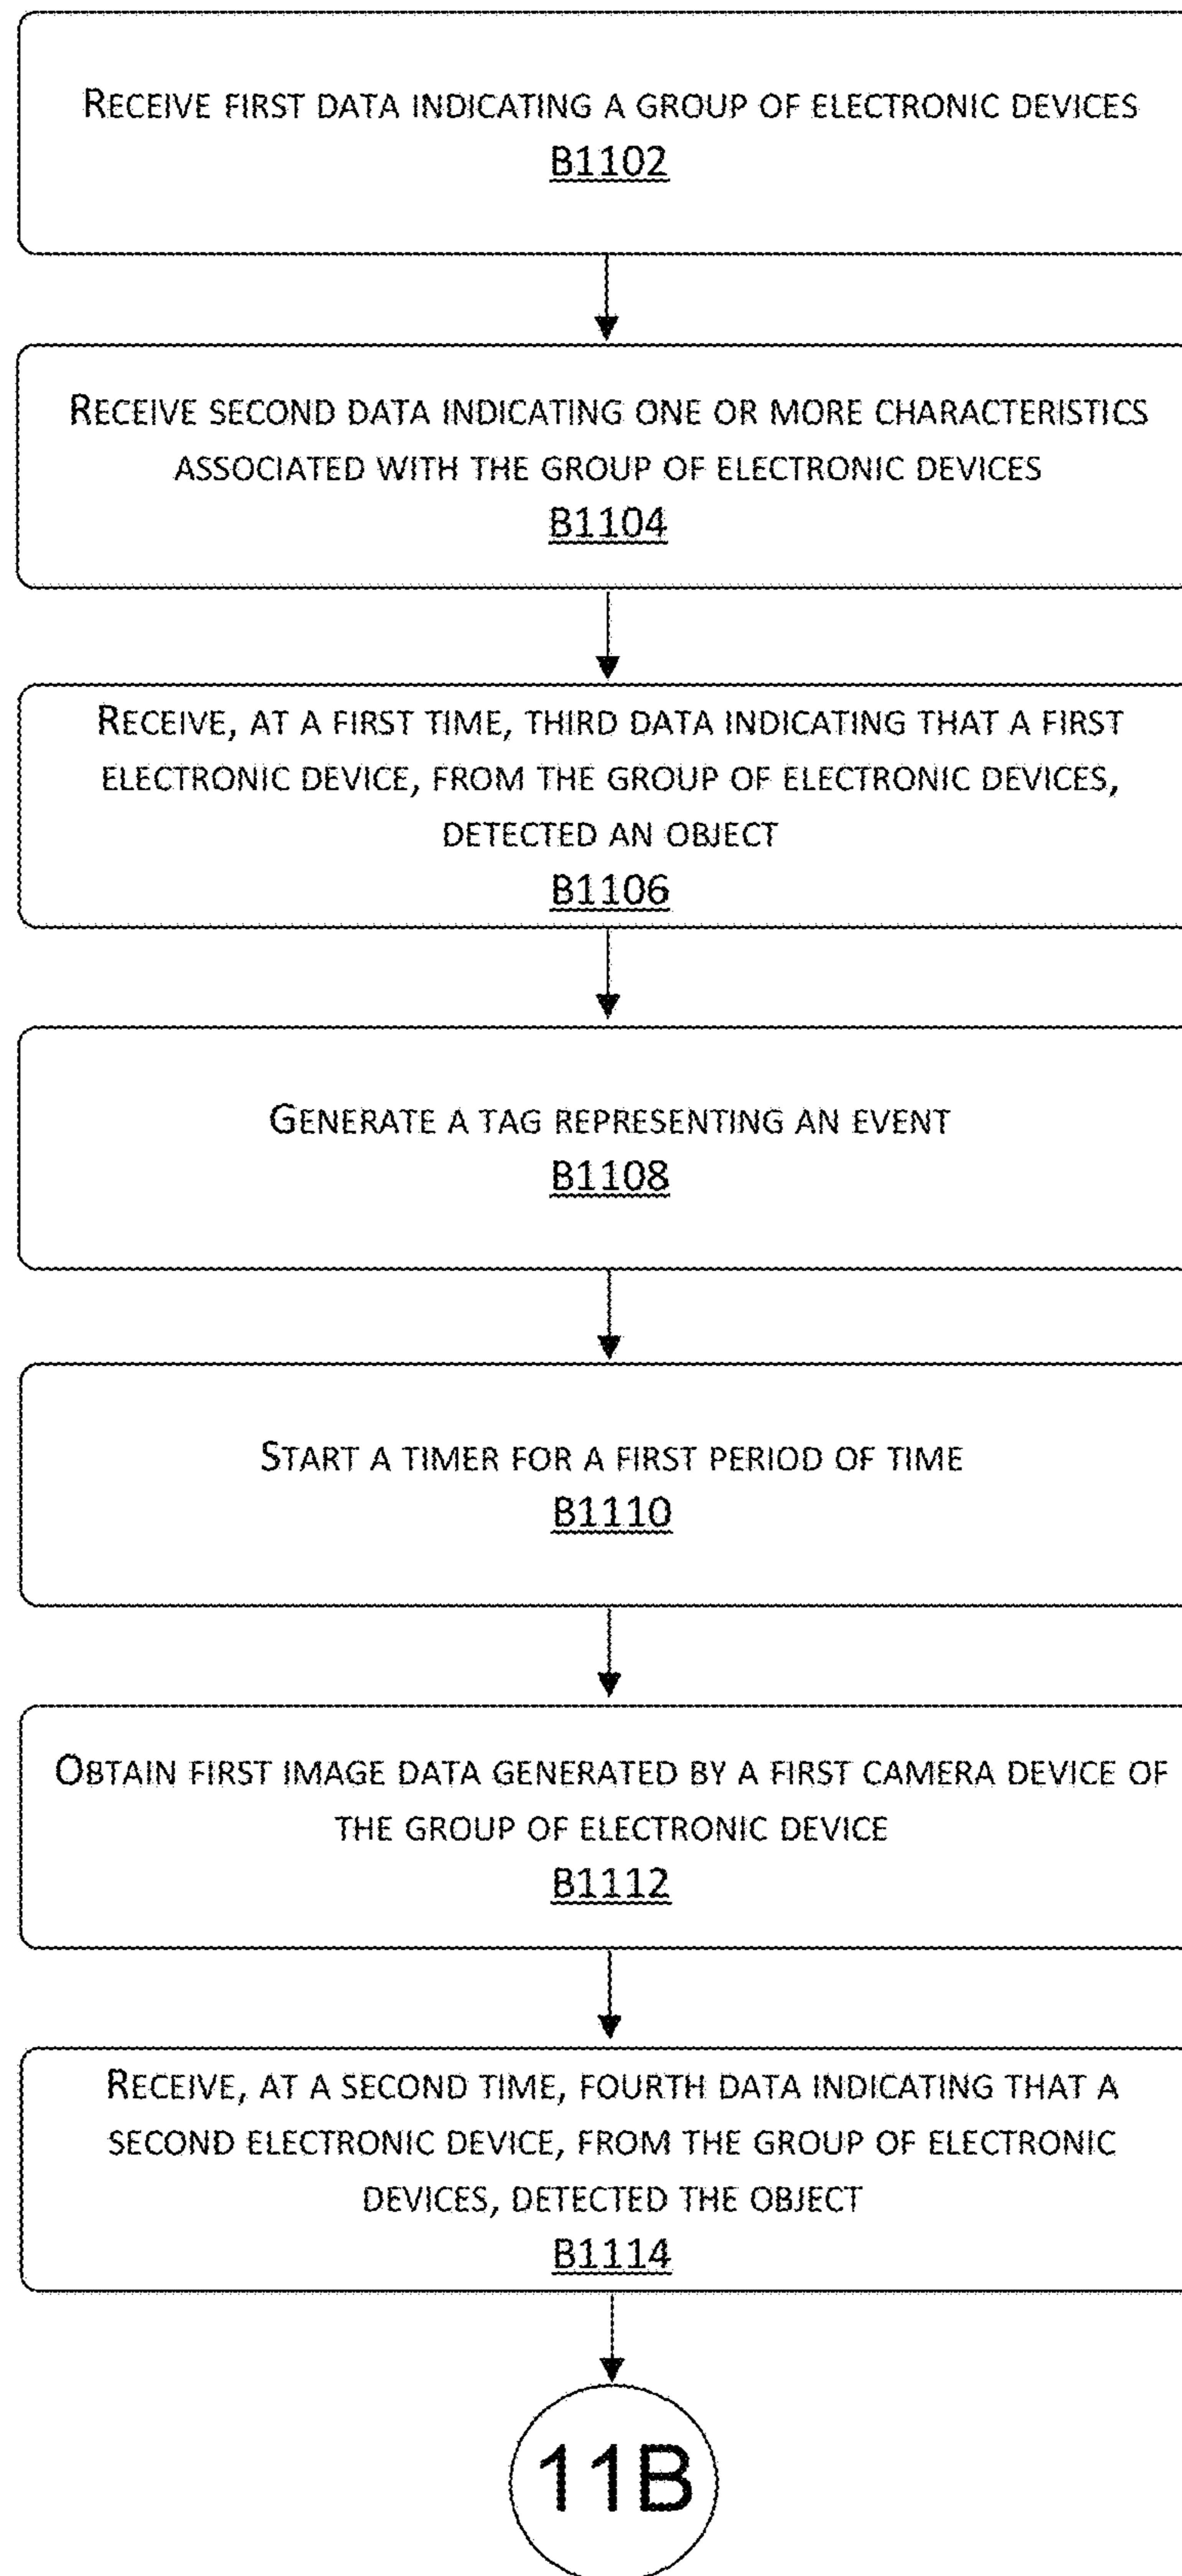 RECEIVE FIRST DATA INDICATING A GROUP OF ELECTRONIC DEVICES
B1102
RECEIVE SECOND DATA INDICATING ONE OR MORE CHARACTERISTICS
ASSOCIATED WITH THE GROUP OF ELECTRONIC DEVICES
B1104
RECEIVE, AT A FIRST TIME, THIRD DATA INDICATING THAT A FIRST
ELECTRONIC DEVICE, FROM THE GROUP OF ELECTRONIC DEVICES,
DETECTED AN OBJECT
B1106
GENERATE A TAG REPRESENTING AN EVENT
B1108
START A TIMER FOR A FIRST PERIOD OF TIME
B1110
OBTAIN FIRST IMAGE DATA GENERATED BY A FIRST CAMERA DEVICE OF
THE GROUP OF ELECTRONIC DEVICE
B1112
RECEIVE, AT A SECOND TIME, FOURTH DATA INDICATING THAT A
SECOND ELECTRONIC DEVICE, FROM THE GROUP OF ELECTRONIC
DEVICES, DETECTED THE OBJECT
B1114
11B